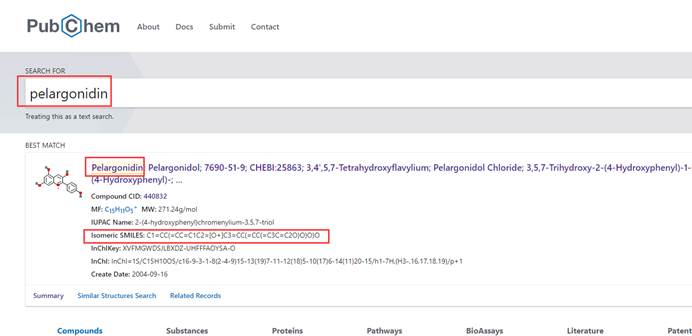 PubChem
About Docs Submit Contact
SEARCH FOR
pelargonidin
Treating this as a text search.
BEST MATCH
Pelargonidin; Pelargonidol; 7690-51-9; CHEBI:25863; 3,4',5,7-Tetrahydroxyflavylium; Pelargonidol Chloride; 3,5,7-Trihydroxy-2-(4-Hydroxyphenyl)-1-
(4-Hydroxyphenyl)-; ...
Compound CID: 440832
MF: C15H11O5+ MW: 271.24g/mol
IUPAC Name: 2-(4-hydroxyphenyl)chromenylium-3,5,7-triol
Isomeric SMILES: C1=CC(=CC=C1C2=[O+]C3=CC(=CC(=C3C=C2O)O)O)O
InChIKey: XVFMGWDSJLBXDZ-UHFFFAOYSA-O
InChI: InChI=1S/C15H10O5/c16-9-3-1-8(2-4-9)15-13(19)7-11-12(18)5-10(17)6-14(11)20-15/h1-7H,(H3-,16,17,18,19)/p+1
Create Date: 2004-09-16
Summary Similar Structures Search Related Records
Compounds Substances Proteins Pathways BioAssays Literature Patents